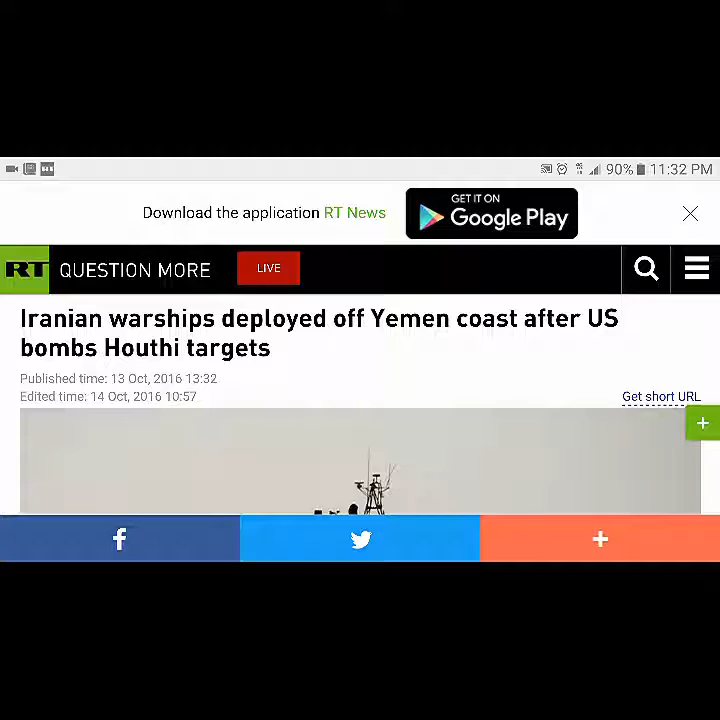 90% 11:32 PM
Download the application RT News
GET IT ON
Google Play
RT QUESTION MORE LIVE
Iranian warships deployed off Yemen coast after US
bombs Houthi targets
Published time: 13 Oct, 2016 13:32
Edited time: 14 Oct, 2016 10:57
Get short URL